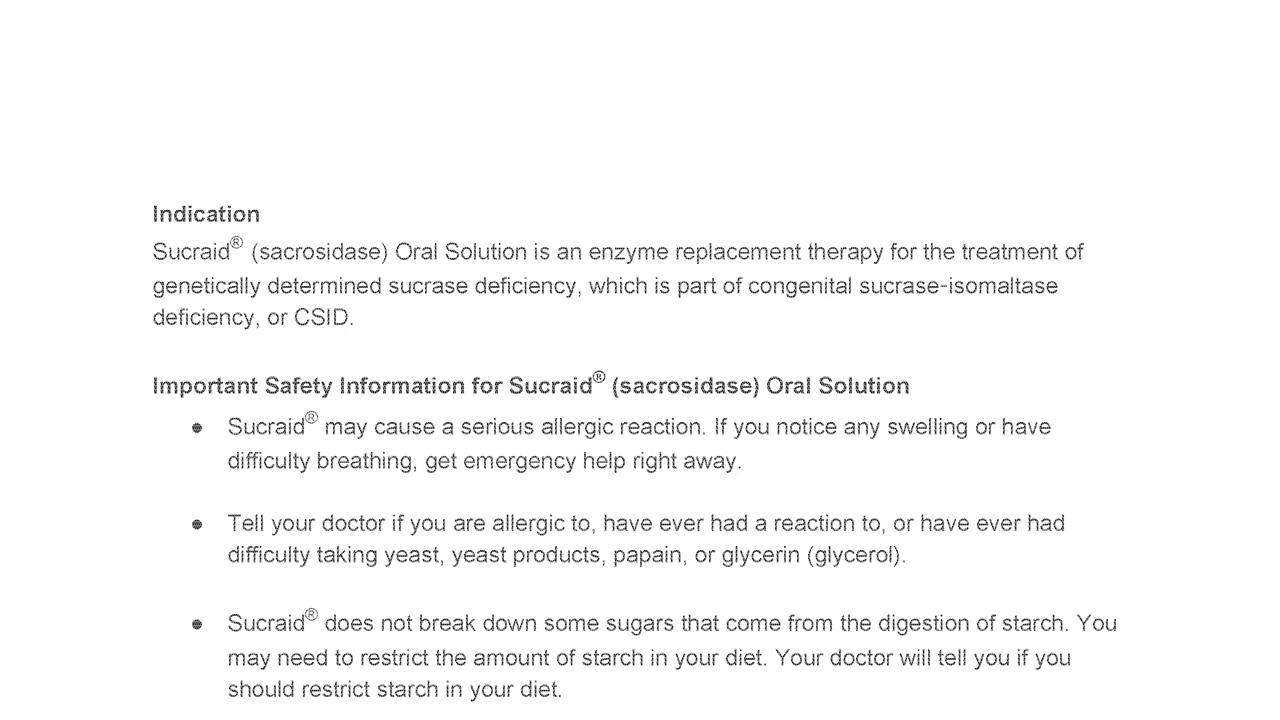 Indication
Sucraid® (sacrosidase) Oral Solution is an enzyme replacement therapy for the treatment of
genetically determined sucrase deficiency, which is part of congenital sucrase-isomaltase
deficiency, or CSID.
Important Safety Information for Sucraid® (sacrosidase) Oral Solution
● Sucraid® may cause a serious allergic reaction. If you notice any swelling or have
difficulty breathing, get emergency help right away.
● Tell your doctor if you are allergic to, have ever had a reaction to, or have ever had
difficulty taking yeast, yeast products, papain, or glycerin (glycerol).
● Sucraid® does not break down some sugars that come from the digestion of starch. You
may need to restrict the amount of starch in your diet. Your doctor will tell you if you
should restrict starch in your diet.